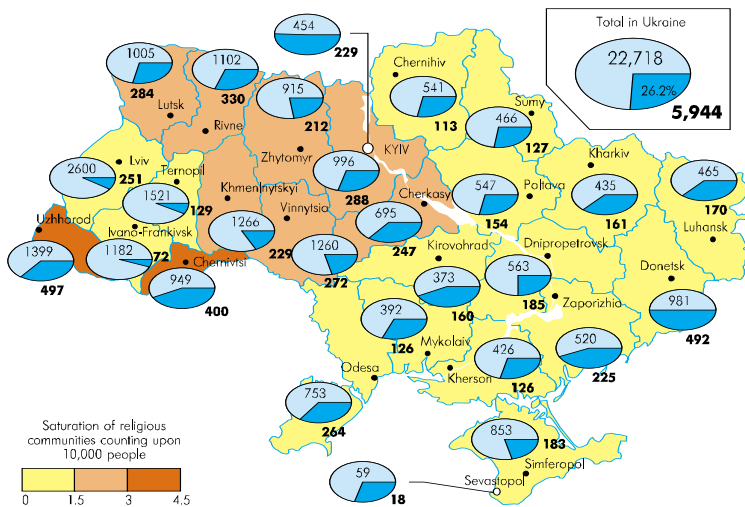 454
229
Total in Ukraine
22,718
26.2%
5,944
1005
284
1102
330
Chernihiv
915
212
541
113
Sumy
466
127
Lutsk
Rivne
KYIV
Kharkiv
Lviv
Zhytomyr
2600
251
Ternopil
996
288
465
170
1521
129
Khmenlnytskyi
Cherkasy
547
154
Poltava
435
161
Uzhhorod
Vinnytsia
695
247
Luhansk
Ivano-Frankivsk
1266
229
1399
497
1182
72
Chernivtsi
1260
272
Kirovohrad
Dnipropetrovsk
949
400
373
160
563
185
Donetsk
Zaporizhia
981
492
392
126
Mykolaiv
426
126
520
225
Odesa
Kherson
753
264
853
183
Saturation of religious
communities counting upon
10,000 people
0 1.5 3 4.5
59
18
Sevastopol
Simferopol